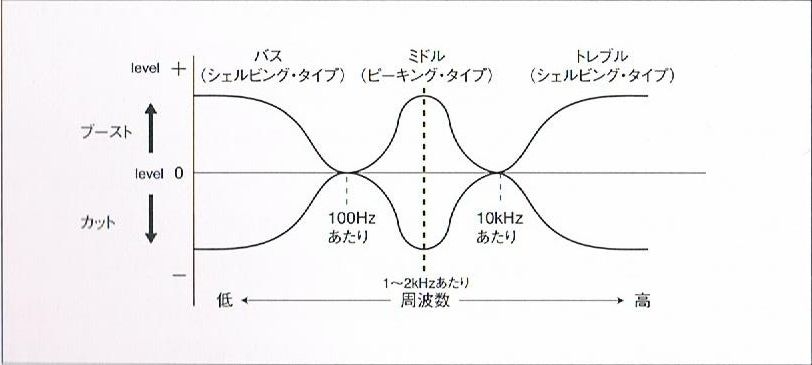 バス
（シェルビング・タイプ）
ミドル
（ピーキング・タイプ）
トレブル
（シェルビング・タイプ）
level ＋
ブースト
level 0
カット
－
100Hz
あたり
10kHz
あたり
1～2kHzあたり
低
周波数
高